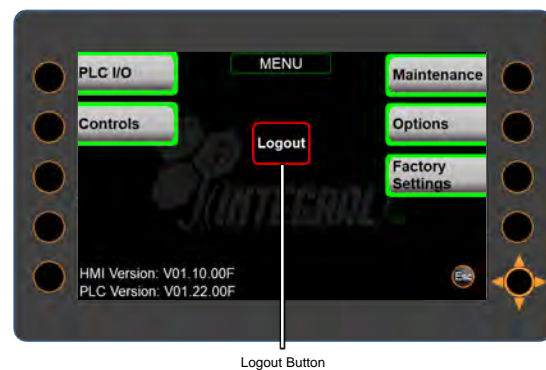 MENU
PLC I/O
Controls
Maintenance
Options
Factory
Settings
Logout
INTEGRAL
HMI Version: V01.10.00F
PLC Version: V01.22.00F
Esc
Logout Button